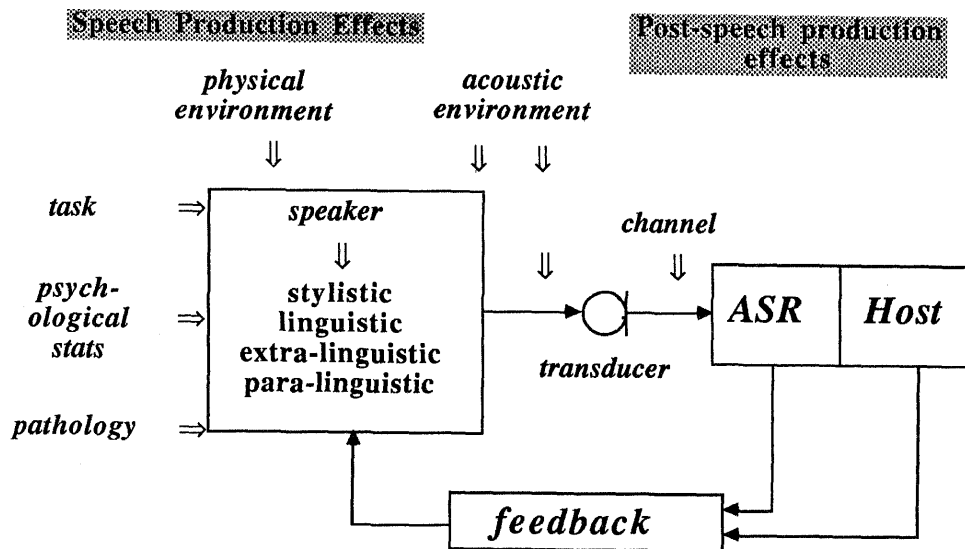 Speech Production Effects
Post-speech production
effects
physical
environment
acoustic
environment
task
psych-
ological
stats
pathology
speaker
stylistic
linguistic
extra-linguistic
para-linguistic
channel
transducer
ASR
Host
feedback